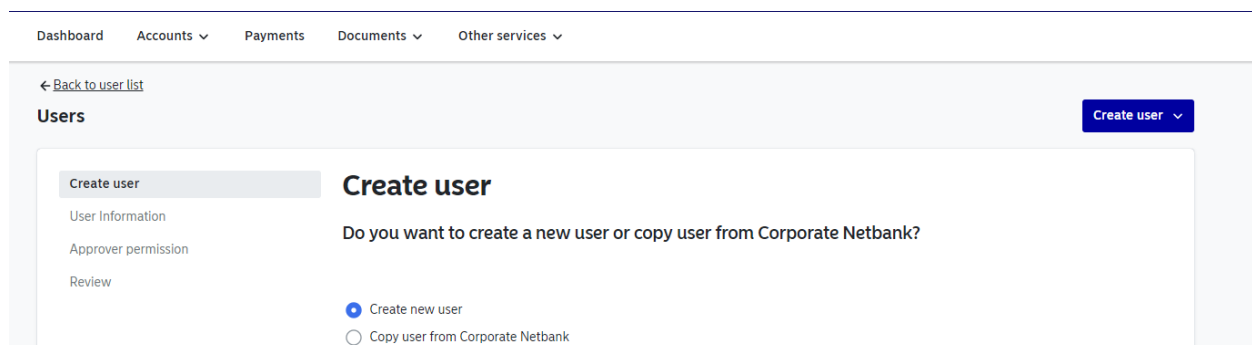 Dashboard Accounts Payments Documents Other services
Back to user list
Users
Create user
Create user
User Information
Approver permission
Review
Create user
Do you want to create a new user or copy user from Corporate Netbank?
Create new user
Copy user from Corporate Netbank